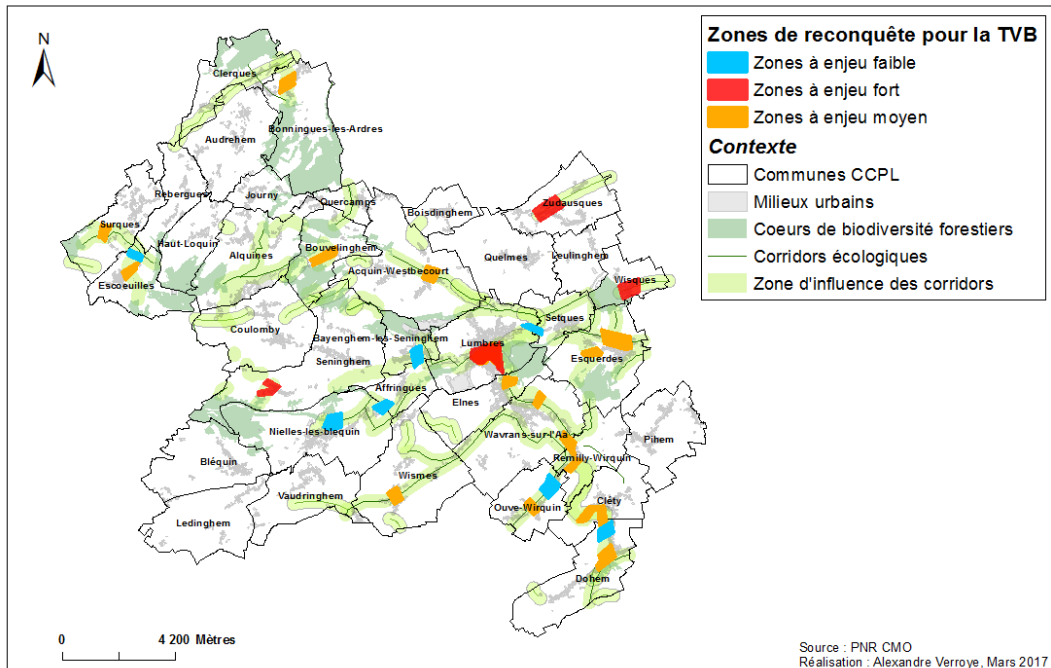 N
Zones de reconquête pour la TVB
Zones à enjeu faible
Zones à enjeu fort
Zones à enjeu moyen
Contexte
Communes CCPL
Milieux urbains
Coeurs de biodiversité forestiers
Corridors écologiques
Zone d'influence des corridors
Clerques
Bonningues-les-Ardres
Audrehem
Rebergues
Journy
Quercamps
Boisdinghem
Zudausques
Surques
Haut-Loquin
Alquines
Bouvelinghem
Acquin-Westbecourt
Quelmes
Leulinghem
Wisques
Escoeuilles
Coulomby
Bayenghem-les-Seninghem
Lumbres
Setques
Seninghem
Esquerdes
Affringues
Elnes
Nielles-les-bléquin
Wavrans-sur-l'Aa
Pihem
Bléquin
Remilly-Wirquin
Wismes
Vaudringhem
Ouve-Wirquin
Cléty
Ledinghem
Dohem
0 4 200 Mètres
Source : PNR CMO
Réalisation : Alexandre Verroye, Mars 2017